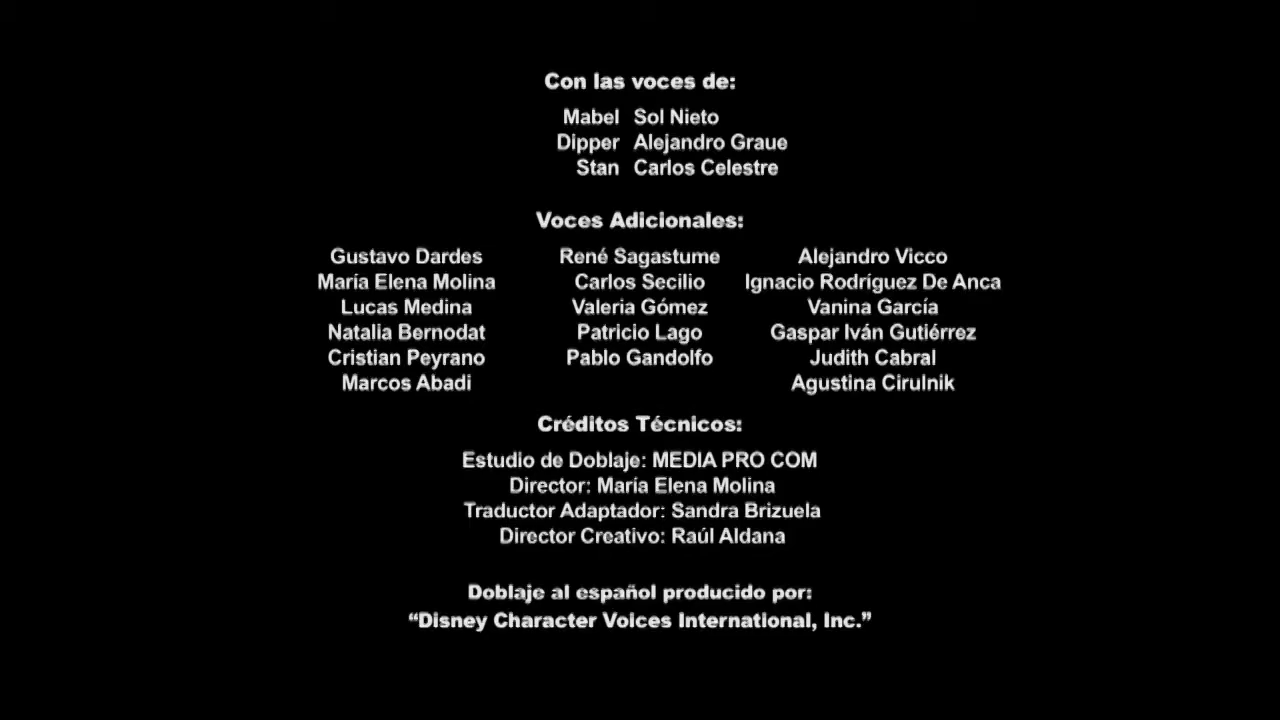 Con las voces de:
Mabel Sol Nieto
Dipper Alejandro Graue
Stan Carlos Celestre
Voces Adicionales:
Gustavo Dardes René Sagastume Alejandro Vicco
María Elena Molina Carlos Secilio Ignacio Rodríguez De Anca
Lucas Medina Valeria Gómez Vanina García
Natalia Bernodat Patricio Lago Gaspar Iván Gutiérrez
Cristian Peyrano Pablo Gandolfo Judith Cabral
Marcos Abadi Agustina Cirulnik
Créditos Técnicos:
Estudio de Doblaje: MEDIA PRO COM
Director: María Elena Molina
Traductor Adaptador: Sandra Brizuela
Director Creativo: Raúl Aldana
Doblaje al español producido por:
“Disney Character Voices International, Inc.”